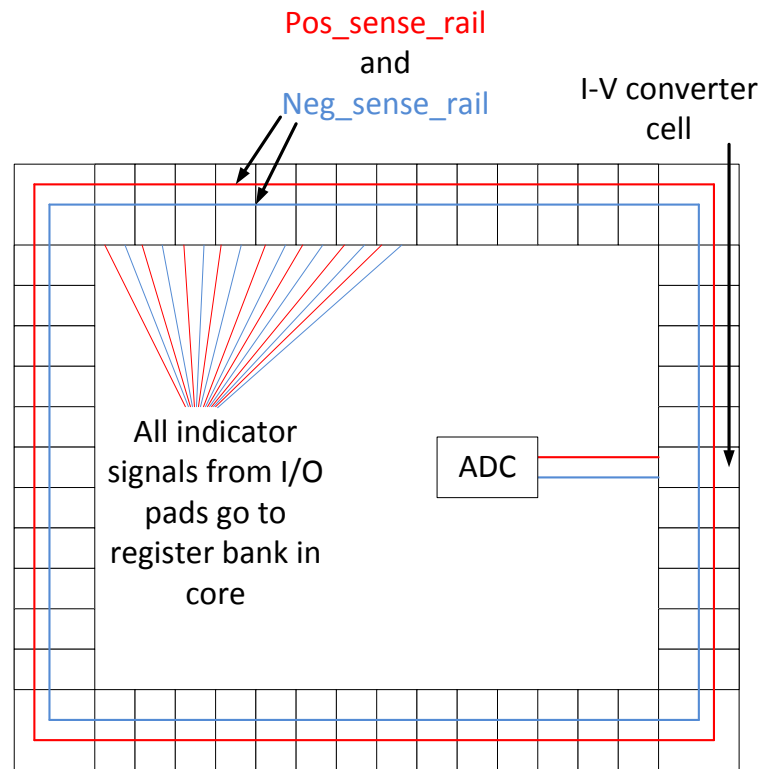 Pos_sense_rail
and
Neg_sense_rail
I-V converter
cell
All indicator
signals from I/O
pads go to
register bank in
core
ADC